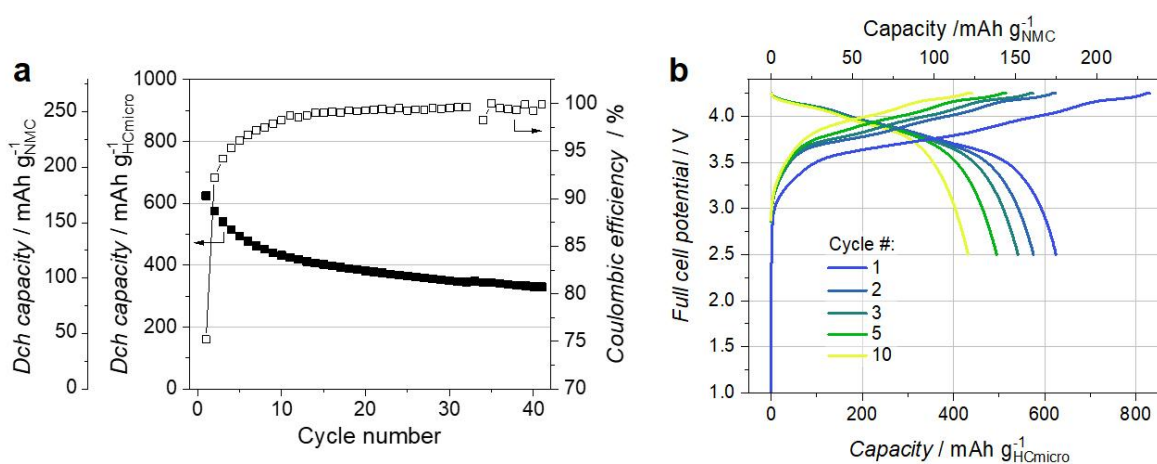 a
Dch capacity / mAh g⁻¹NMC
Dch capacity / mAh g⁻¹HCmicro
250
200
150
100
50
0
1000
800
600
400
200
0
100
95
90
85
80
75
70
Coulombic efficiency / %
0 10 20 30 40
Cycle number
b
Capacity /mAh g⁻¹NMC
0 50 100 150 200
Full cell potential / V
4.0
3.5
3.0
2.5
2.0
1.5
1.0
Cycle #:
1
2
3
5
10
0 200 400 600 800
Capacity / mAh g⁻¹HCmicro